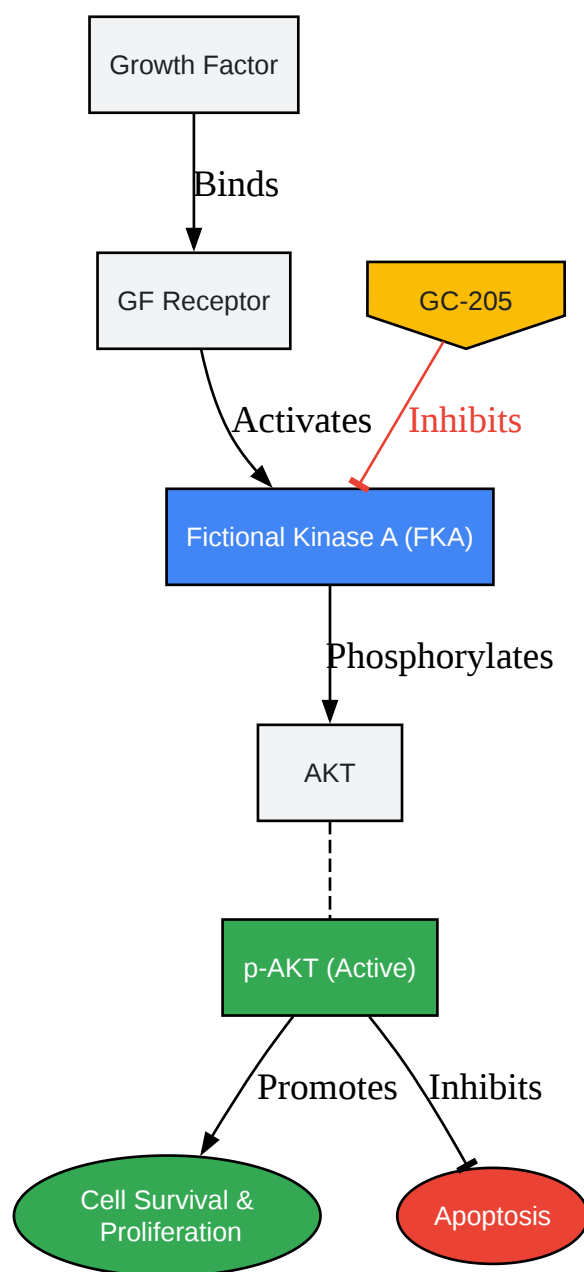 Growth Factor
Binds
GF Receptor
GC-205
Activates
Inhibits
Fictional Kinase A (FKA)
Phosphorylates
AKT
p-AKT (Active)
Promotes
Inhibits
Cell Survival &
Proliferation
Apoptosis